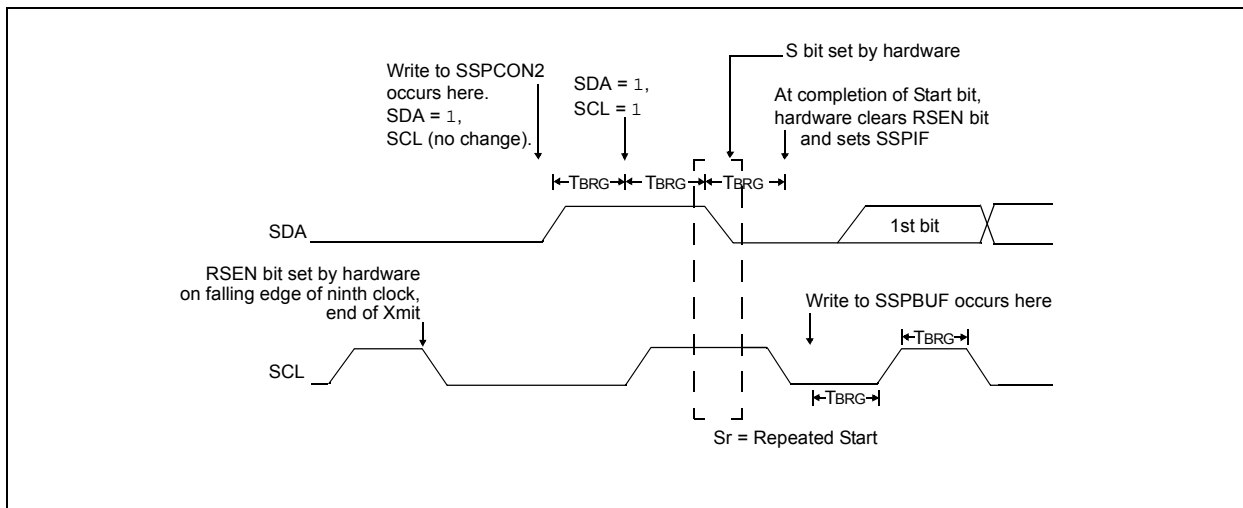 S bit set by hardware
Write to SSPCON2
occurs here.
SDA = 1,
SCL (no change).
SDA = 1,
SCL = 1
At completion of Start bit,
hardware clears RSEN bit
and sets SSPIF
TBRG
TBRG
TBRG
SDA
1st bit
RSEN bit set by hardware
on falling edge of ninth clock,
end of Xmit
Write to SSPBUF occurs here
TBRG
SCL
TBRG
Sr = Repeated Start